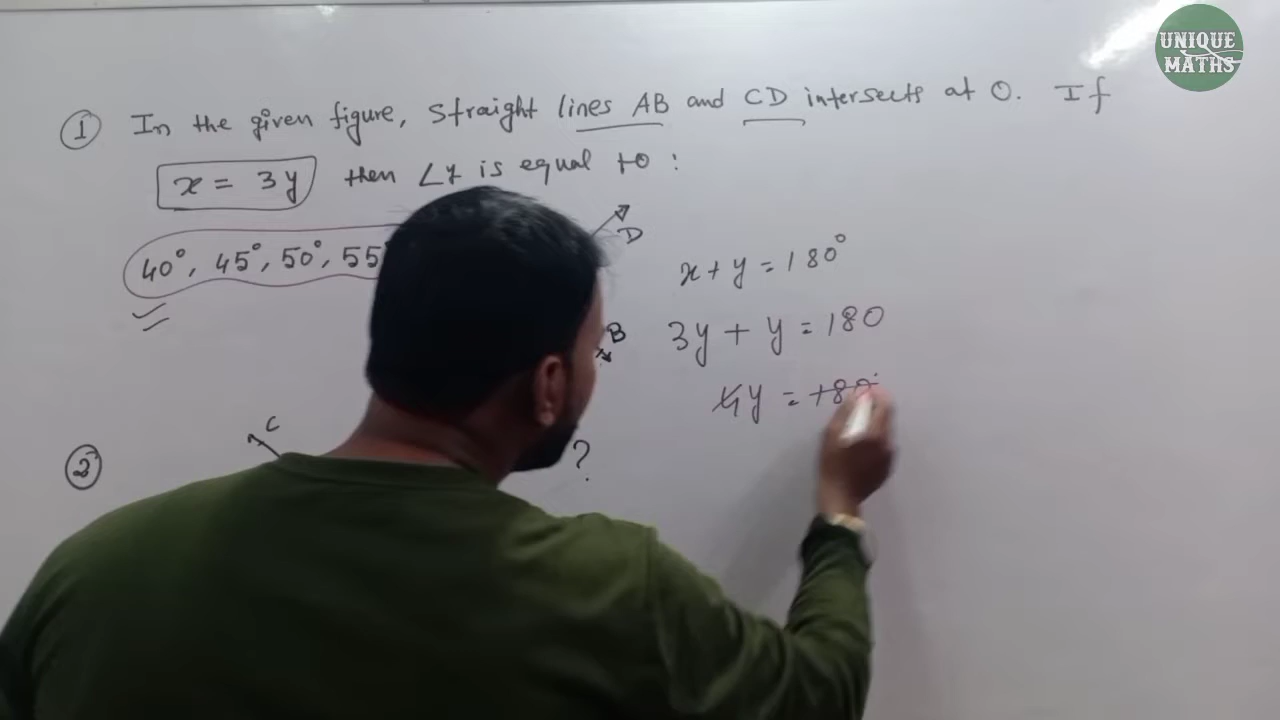 UNIQUE
MATHS
① In the given figure, straight lines AB and CD intersects at O. If
x = 3y then ∠y is equal to :
40°, 45°, 50°, 55°
D
B
x + y = 180°
3y + y = 180
4y = 180
② C
?